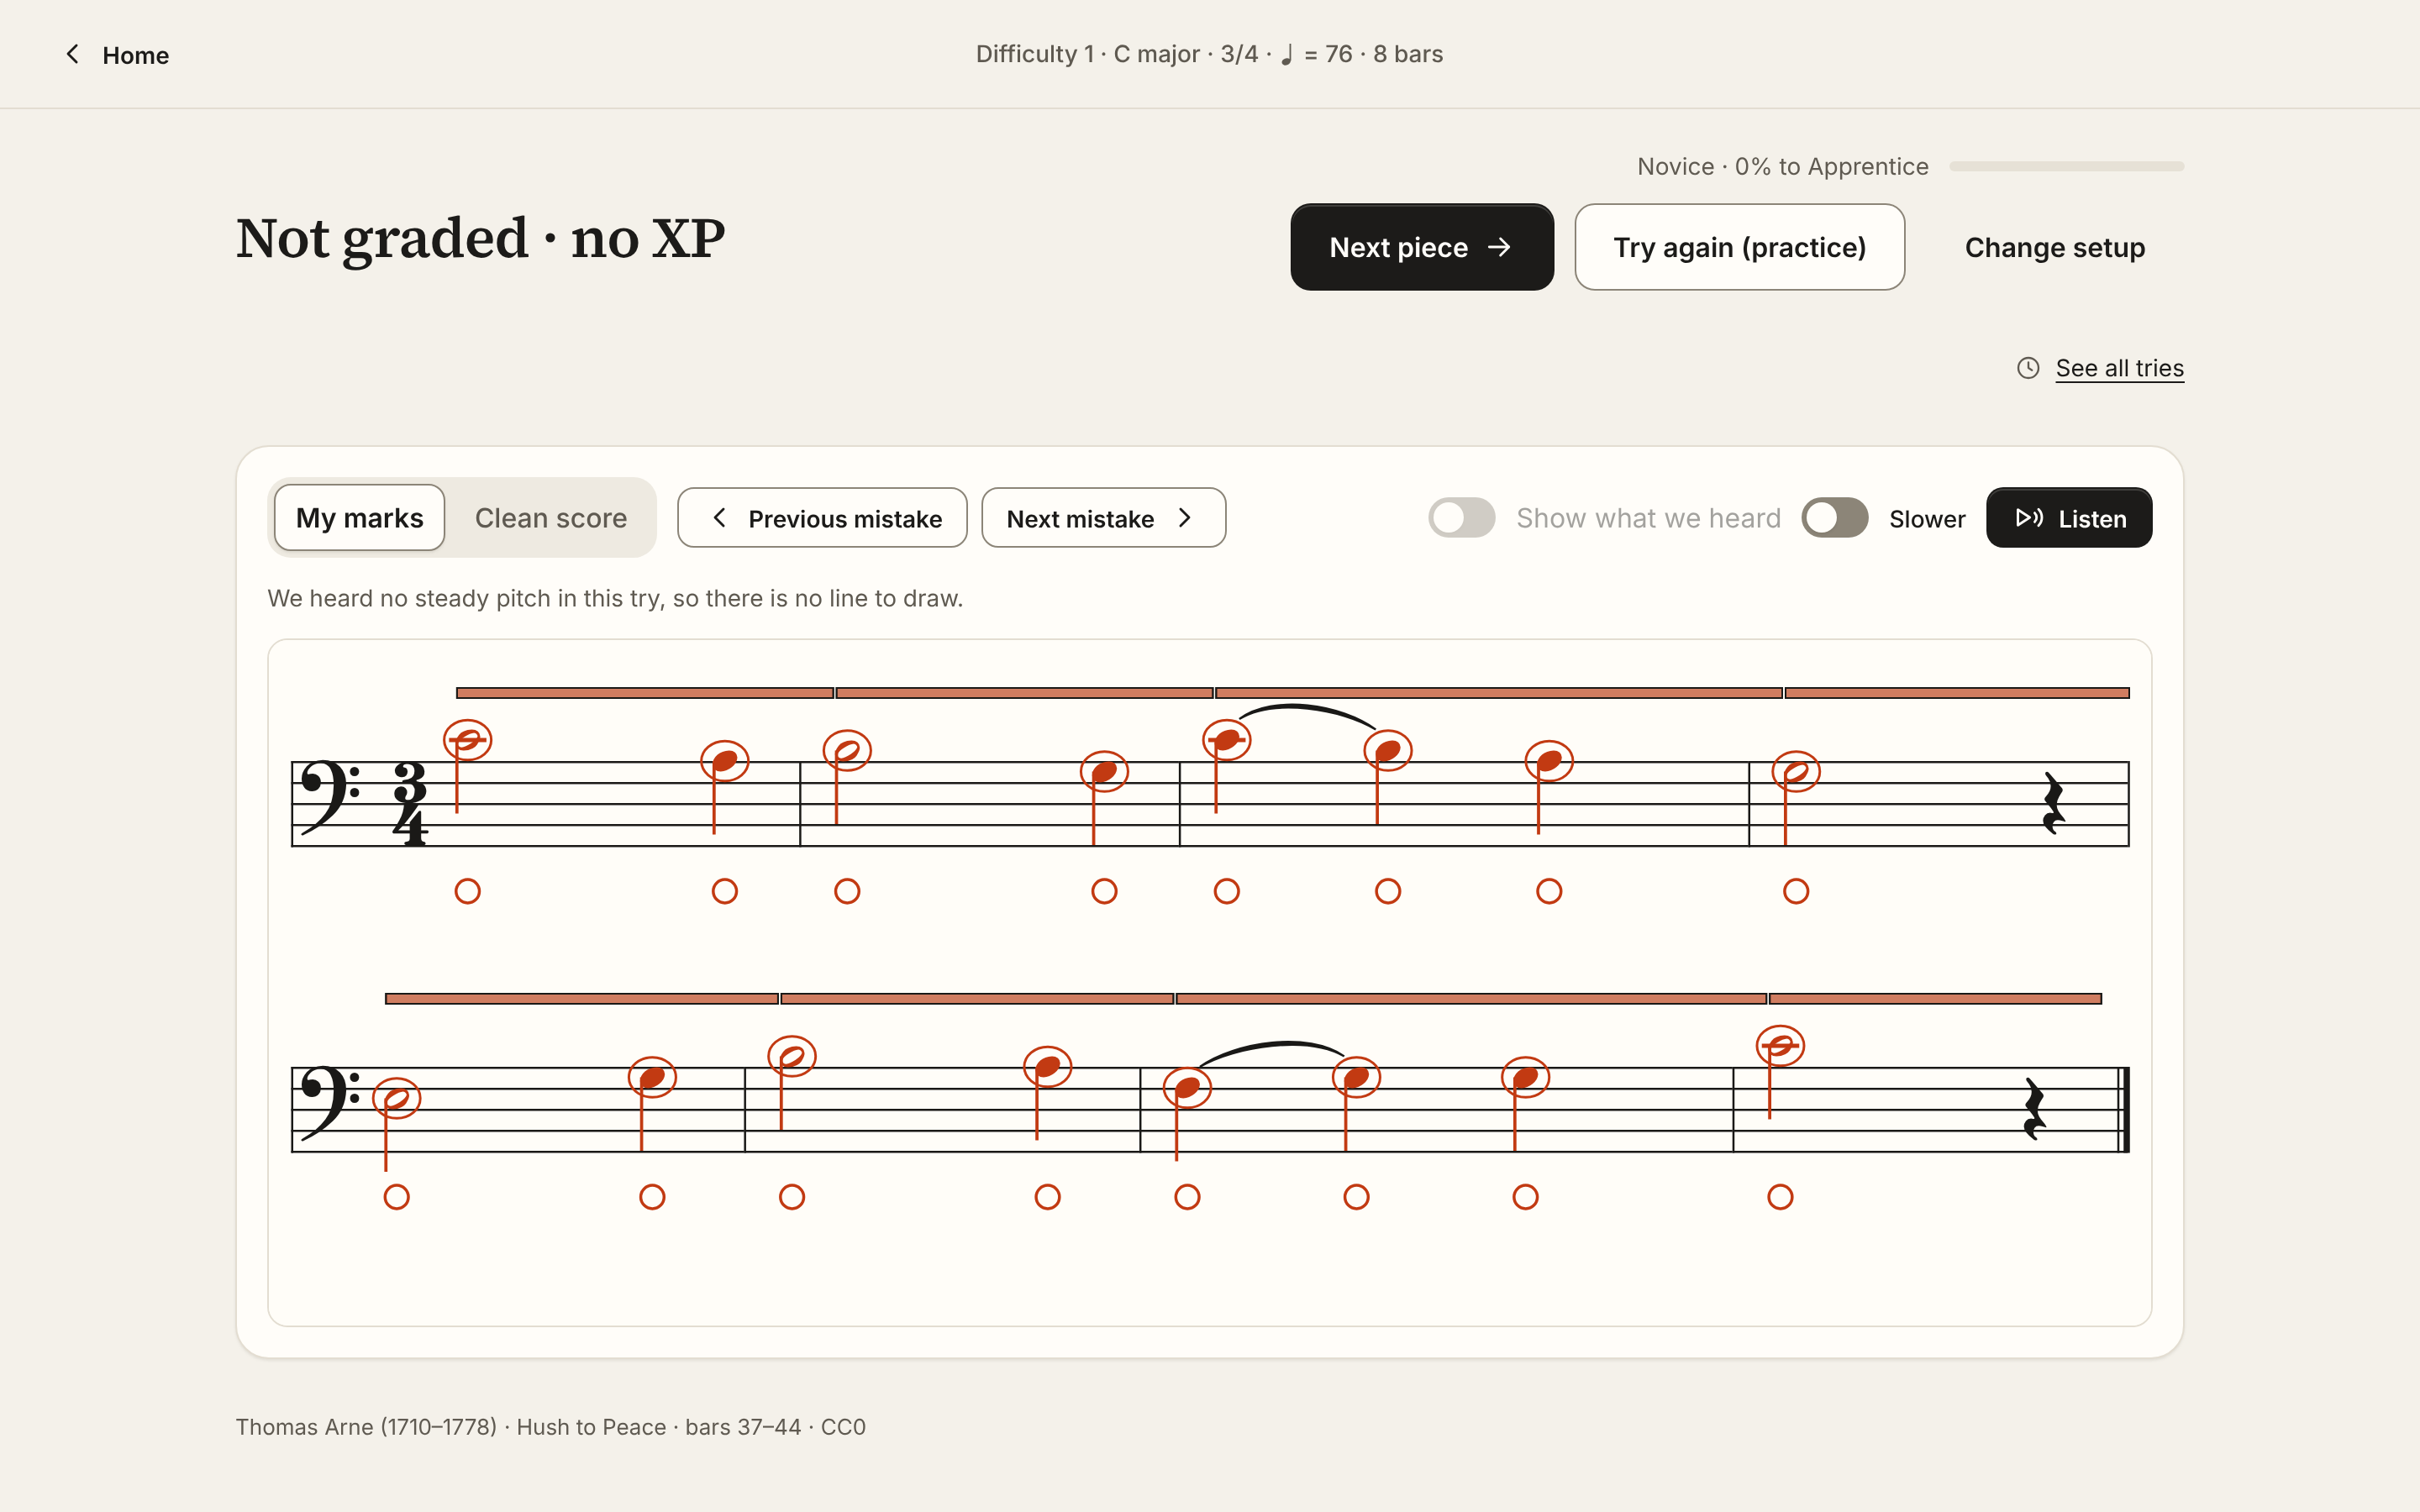 Home
Difficulty 1 · C major · 3/4 · ♩ = 76 · 8 bars
Novice · 0% to Apprentice
Not graded · no XP
Next piece →
Try again (practice)
Change setup
See all tries
My marks
Clean score
Previous mistake
Next mistake
Show what we heard
Slower
Listen
We heard no steady pitch in this try, so there is no line to draw.
3
4
Thomas Arne (1710–1778) · Hush to Peace · bars 37–44 · CC0